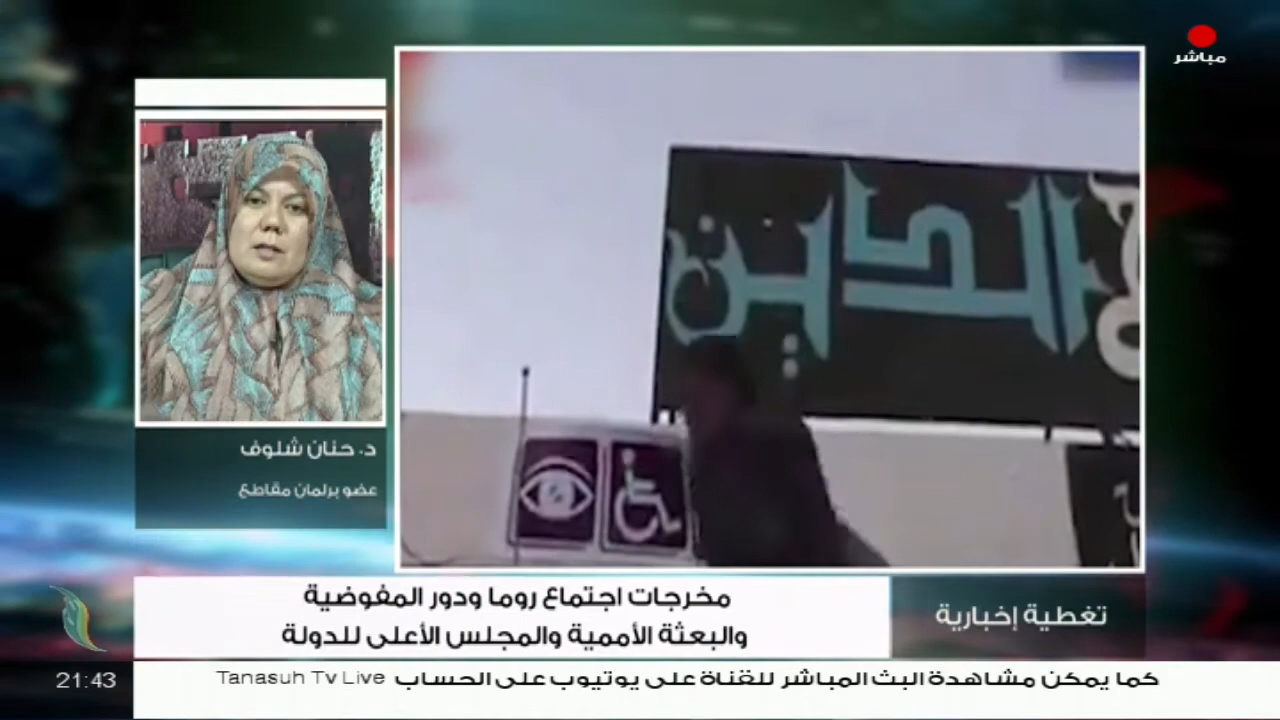 مباشر
الدين
د. حنان شلوف
عضو برلمان مقاطع
مخرجات اجتماع روما ودور المفوضية
والبعثة الأممية والمجلس الأعلى للدولة
تغطية إخبارية
21:43
كما يمكن مشاهدة البث المباشر للقناة على يوتيوب على الحساب Tanasuh Tv Live